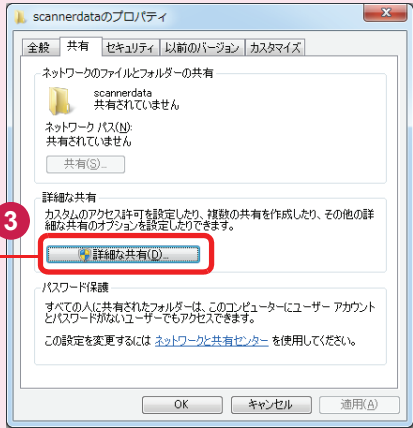 scannerdataのプロパティ
全般 共有 セキュリティ 以前のバージョン カスタマイズ
ネットワークのファイルとフォルダーの共有
scannerdata
共有されていません
ネットワーク パス(N):
共有されていません
共有(S)...
詳細な共有
カスタムのアクセス許可を設定したり、複数の共有を作成したり、その他の詳
細な共有のオプションを設定したりできます。
3
詳細な共有(D)...
パスワード保護
すべての人に共有されたフォルダーは、このコンピューターにユーザー アカウント
とパスワードがないユーザーでもアクセスできます。
この設定を変更するには ネットワークと共有センター を使用してください。
OK キャンセル 適用(A)